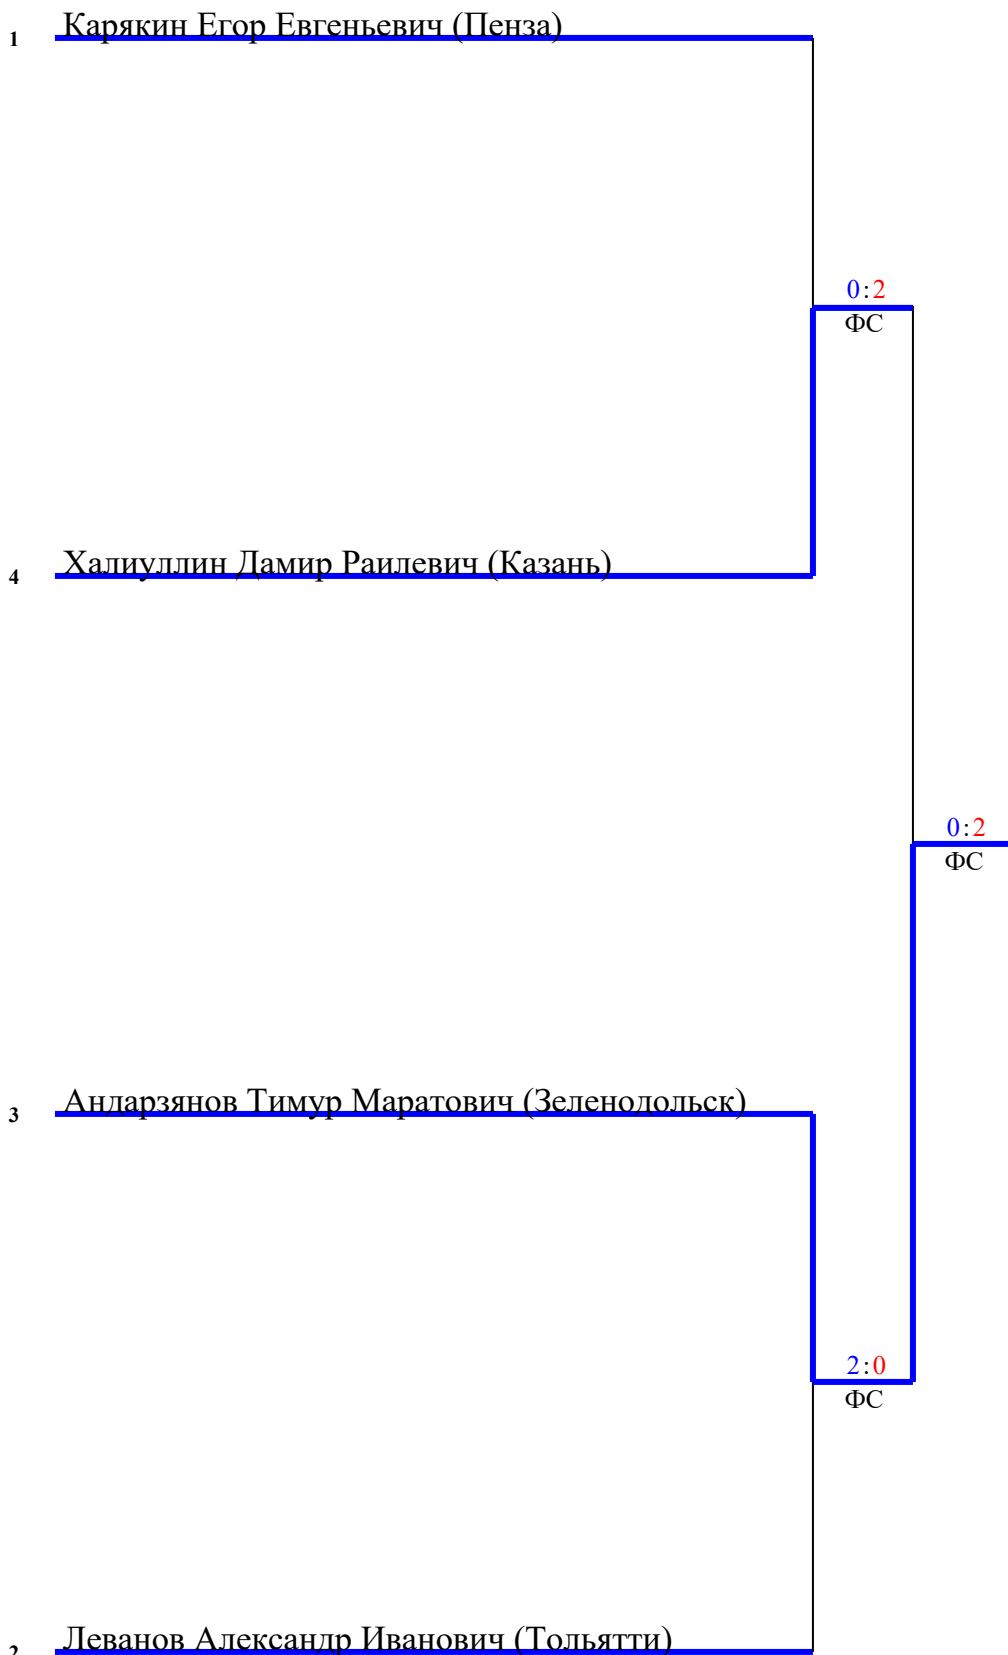 Карякин Егор Евгеньевич (Пенза)
1
0:2
ФС
Халиуллин Дамир Раилевич (Казань)
4
0:2
ФС
Андарзянов Тимур Маратович (Зеленодольск)
3
2:0
ФС
Леванов Александр Иванович (Тольятти)
2